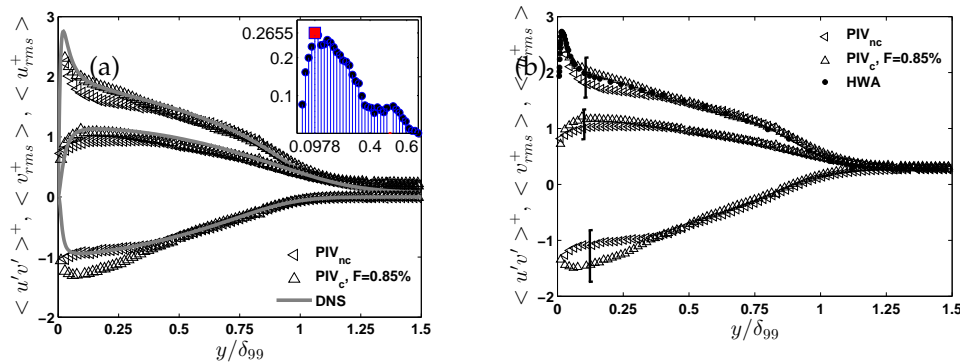 < u'v' >⁺, < v⁺rms >, < u⁺rms >
3
2
1
0
−1
−2
(a)
0.2655
0.2
0.1
0.0978 0.4 0.6
PIVnc
PIVc, F=0.85%
DNS
0 0.25 0.5 0.75 1 1.25 1.5
y/δ99
< u'v' >⁺, < v⁺rms >, < u⁺rms >
3
2
1
0
−1
−2
(b)
PIVnc
PIVc, F=0.85%
HWA
0 0.25 0.5 0.75 1 1.25 1.5
y/δ99